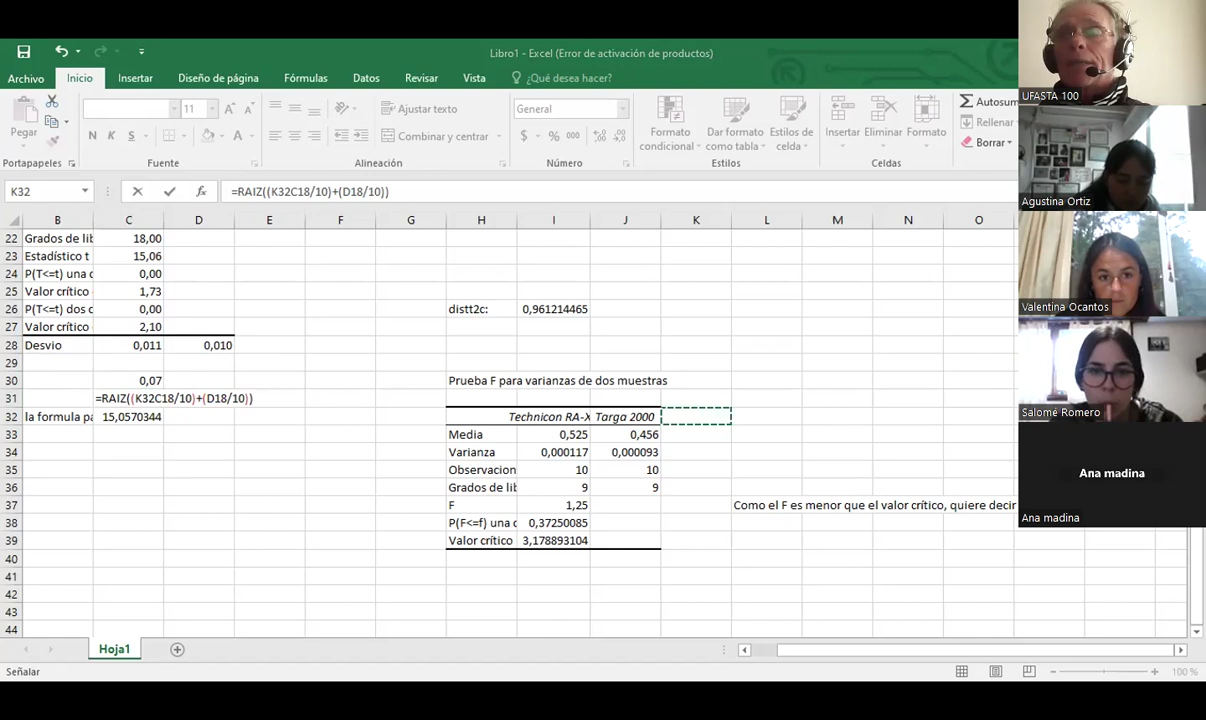 Libro1 - Excel (Error de activación de productos)
Archivo Inicio Insertar Diseño de página Fórmulas Datos Revisar Vista ¿Qué desea hacer?
Pegar
Portapapeles
11
N K S
Fuente
Ajustar texto
Combinar y centrar
Alineación
General
$ % 000
Número
Formato condicional
Dar formato como tabla
Estilos de celda
Estilos
Insertar Eliminar Formato
Celdas
Autosum
Rellenar
Borrar
K32 fx =RAIZ((K32C18/10)+(D18/10))
B C D E F G H I J K L M N O
22 Grados de lib 18,00
23 Estadístico t 15,06
24 P(T<=t) una c 0,00
25 Valor crítico 1,73
26 P(T<=t) dos c 0,00 distt2c: 0,961214465
27 Valor crítico 2,10
28 Desvio 0,011 0,010
29
30 0,07 Prueba F para varianzas de dos muestras
31 =RAIZ((K32C18/10)+(D18/10))
32 la formula pa 15,0570344 Technicon RA-X Targa 2000
33 Media 0,525 0,456
34 Varianza 0,000117 0,000093
35 Observacion 10 10
36 Grados de lib 9 9
37 F 1,25 Como el F es menor que el valor crítico, quiere decir
38 P(F<=f) una c 0,37250085
39 Valor crítico 3,178893104
40
41
42
43
44
Hoja1
Señalar
100 %
UFASTA 100
Agustina Ortiz
Valentina Ocantos
Salomé Romero
Ana madina
Ana madina